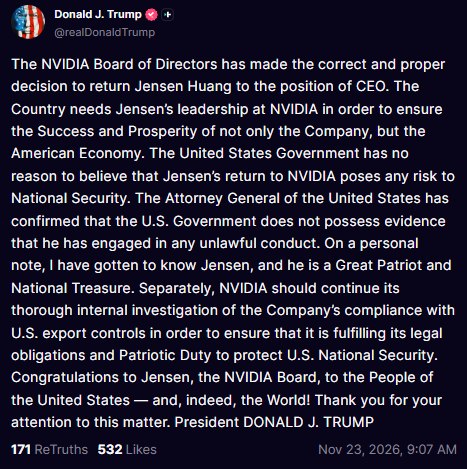 Donald J. Trump
@realDonaldTrump
The NVIDIA Board of Directors has made the correct and proper
decision to return Jensen Huang to the position of CEO. The
Country needs Jensen's leadership at NVIDIA in order to ensure
the Success and Prosperity of not only the Company, but the
American Economy. The United States Government has no
reason to believe that Jensen's return to NVIDIA poses any risk to
National Security. The Attorney General of the United States has
confirmed that the U.S. Government does not possess evidence
that he has engaged in any unlawful conduct. On a personal
note, I have gotten to know Jensen, and he is a Great Patriot and
National Treasure. Separately, NVIDIA should continue its
thorough internal investigation of the Company's compliance with
U.S. export controls in order to ensure that it is fulfilling its legal
obligations and Patriotic Duty to protect U.S. National Security.
Congratulations to Jensen, the NVIDIA Board, to the People of
the United States — and, indeed, the World! Thank you for your
attention to this matter. President DONALD J. TRUMP
171 ReTruths 532 Likes Nov 23, 2026, 9:07 AM